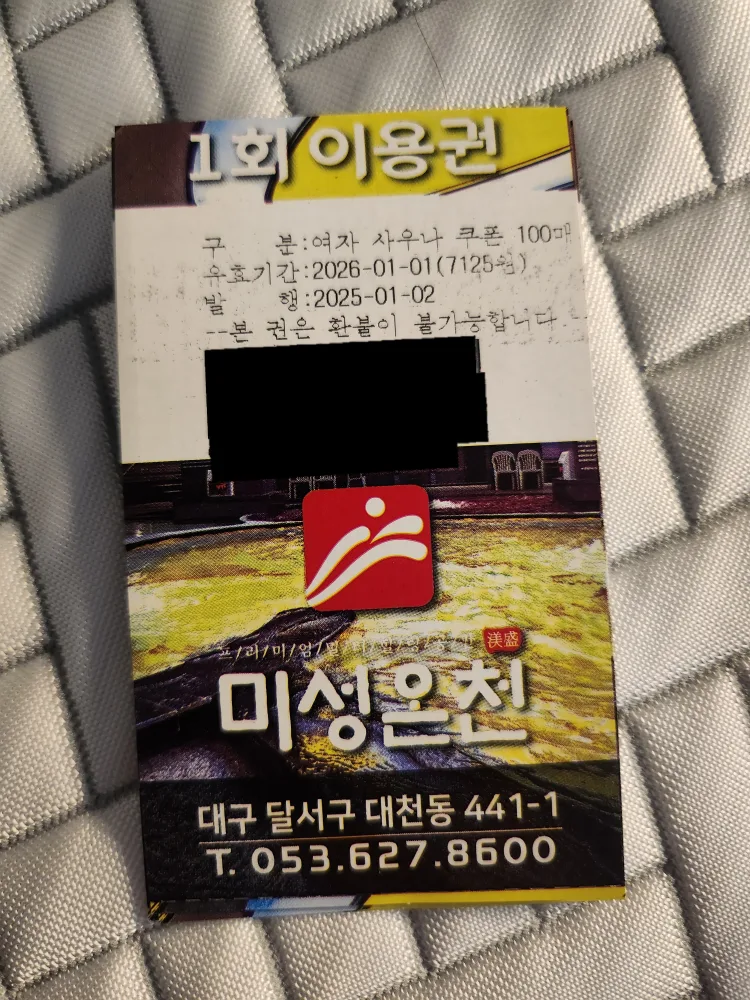 1회 이용권
구 분:여자 사우나 쿠폰 100매
유효기간:2026-01-01(7125원)
발 행:2025-01-02
--본 권은 환불이 불가능합니다
渼盛
미성온천
대구 달서구 대천동 441-1
T. 053.627.8600